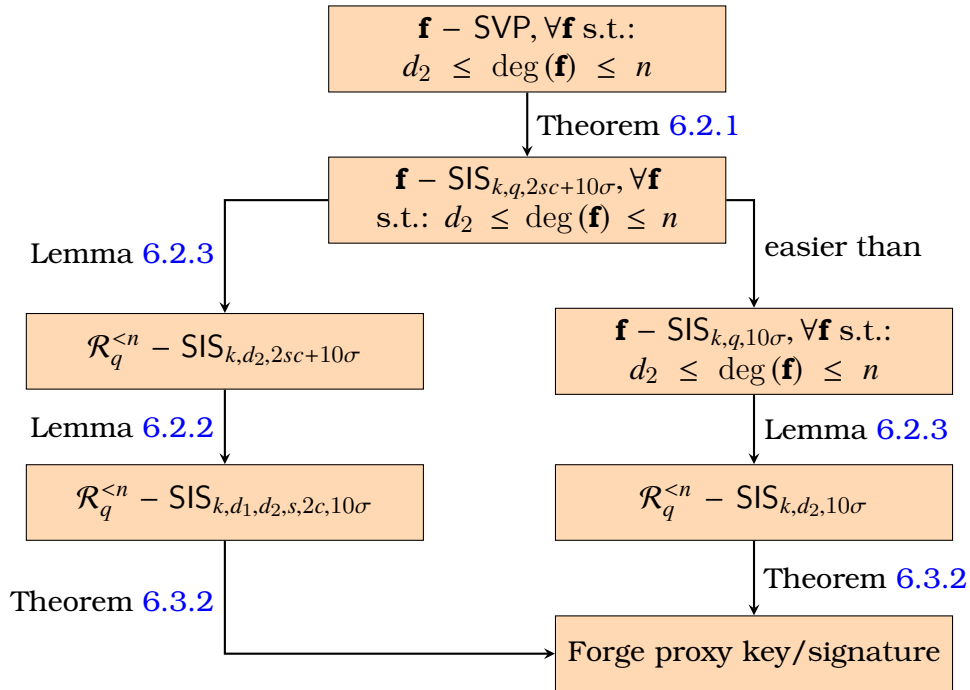 f – SVP, ∀f s.t.:
d₂ ≤ deg (f) ≤ n
Theorem 6.2.1
f – SIS_{k,q,2sc+10σ}, ∀f
s.t.: d₂ ≤ deg (f) ≤ n
Lemma 6.2.3
easier than
R_q^{<n} – SIS_{k,d₂,2sc+10σ}
f – SIS_{k,q,10σ}, ∀f s.t.:
d₂ ≤ deg (f) ≤ n
Lemma 6.2.2
Lemma 6.2.3
R_q^{<n} – SIS_{k,d₁,d₂,s,2c,10σ}
R_q^{<n} – SIS_{k,d₂,10σ}
Theorem 6.3.2
Theorem 6.3.2
Forge proxy key/signature